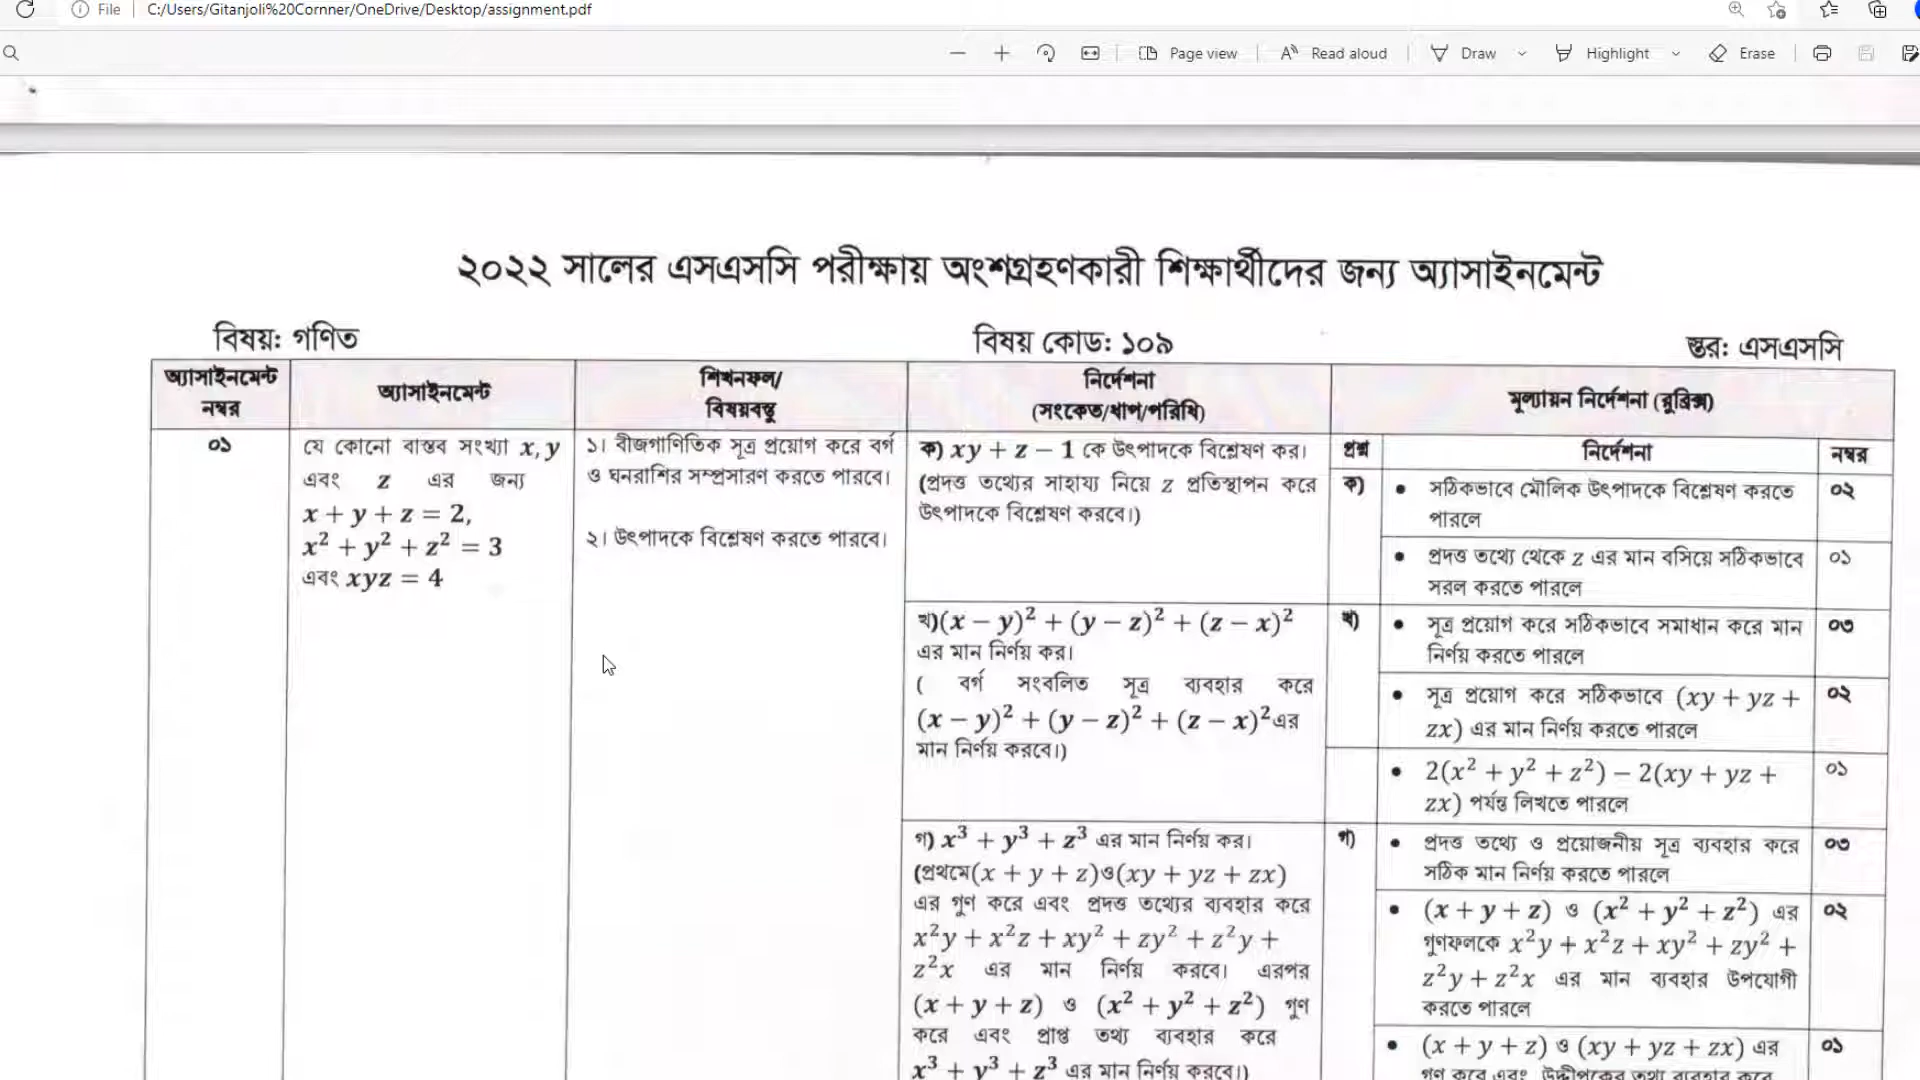 File C:/Users/Gitanjoli%20Cornner/OneDrive/Desktop/assignment.pdf
Page view Read aloud Draw Highlight Erase
২০২২ সালের এসএসসি পরীক্ষায় অংশগ্রহণকারী শিক্ষার্থীদের জন্য অ্যাসাইনমেন্ট
বিষয়: গণিত বিষয় কোড: ১০৯ স্তর: এসএসসি
অ্যাসাইনমেন্ট
নম্বর
অ্যাসাইনমেন্ট
শিখনফল/
বিষয়বস্তু
নির্দেশনা
(সংকেত/ধাপ/পরিধি)
মূল্যায়ন নির্দেশনা (রুব্রিক্স)
প্রশ্ন নির্দেশনা নম্বর
০১
যে কোনো বাস্তব সংখ্যা x, y
এবং z এর জন্য
x + y + z = 2,
x² + y² + z² = 3
এবং xyz = 4
১। বীজগাণিতিক সূত্র প্রয়োগ করে বর্গ
ও ঘনরাশির সম্প্রসারণ করতে পারবে।
২। উৎপাদকে বিশ্লেষণ করতে পারবে।
ক) xy + z − 1 কে উৎপাদকে বিশ্লেষণ কর।
(প্রদত্ত তথ্যের সাহায্য নিয়ে z প্রতিস্থাপন করে
উৎপাদকে বিশ্লেষণ করবে।)
ক) • সঠিকভাবে মৌলিক উৎপাদকে বিশ্লেষণ করতে ০২
পারলে
• প্রদত্ত তথ্যে থেকে z এর মান বসিয়ে সঠিকভাবে ০১
সরল করতে পারলে
খ)(x − y)² + (y − z)² + (z − x)²
এর মান নির্ণয় কর।
( বর্গ সংবলিত সূত্র ব্যবহার করে
(x − y)² + (y − z)² + (z − x)²এর
মান নির্ণয় করবে।)
খ) • সূত্র প্রয়োগ করে সঠিকভাবে সমাধান করে মান ০৩
নির্ণয় করতে পারলে
• সূত্র প্রয়োগ করে সঠিকভাবে (xy + yz + ০২
zx) এর মান নির্ণয় করতে পারলে
• 2(x² + y² + z²) − 2(xy + yz + ০১
zx) পর্যন্ত লিখতে পারলে
গ) x³ + y³ + z³ এর মান নির্ণয় কর।
(প্রথমে(x + y + z)ও(xy + yz + zx)
এর গুণ করে এবং প্রদত্ত তথ্যের ব্যবহার করে
x²y + x²z + xy² + zy² + z²y +
z²x এর মান নির্ণয় করবে। এরপর
(x + y + z) ও (x² + y² + z²) গুণ
করে এবং প্রাপ্ত তথ্য ব্যবহার করে
x³ + y³ + z³ এর মান নির্ণয় করবে।)
গ) • প্রদত্ত তথ্যে ও প্রয়োজনীয় সূত্র ব্যবহার করে ০৩
সঠিক মান নির্ণয় করতে পারলে
• (x + y + z) ও (x² + y² + z²) এর ০২
গুণফলকে x²y + x²z + xy² + zy² +
z²y + z²x এর মান ব্যবহার উপযোগী
করতে পারলে
• (x + y + z) ও (xy + yz + zx) এর ০১
গুণ করে এবং উদ্দীপকের তথ্য ব্যবহার করে